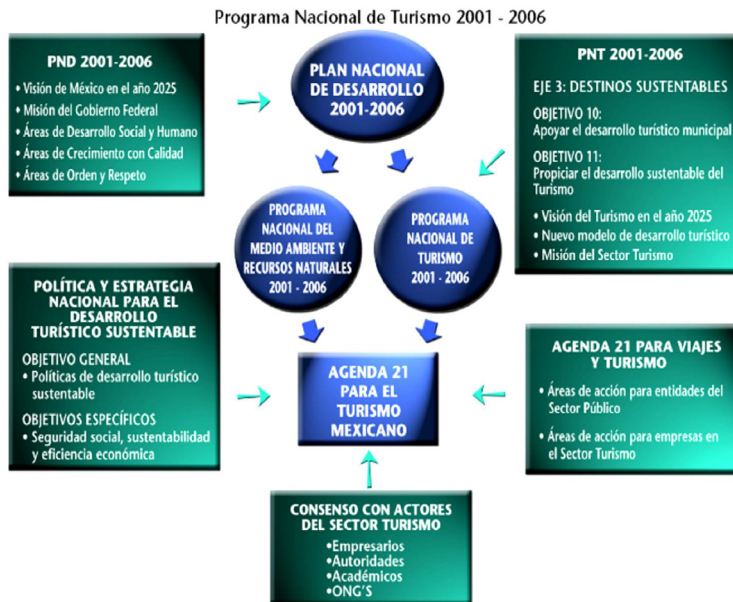 Programa Nacional de Turismo 2001 - 2006
PND 2001-2006
• Visión de México en el año 2025
• Misión del Gobierno Federal
• Áreas de Desarrollo Social y Humano
• Áreas de Crecimiento con Calidad
• Áreas de Orden y Respeto
PLAN NACIONAL
DE DESARROLLO
2001-2006
PNT 2001-2006
EJE 3: DESTINOS SUSTENTABLES
OBJETIVO 10:
Apoyar el desarrollo turístico municipal
OBJETIVO 11:
Propiciar el desarrollo sustentable del
Turismo
• Visión del Turismo en el año 2025
• Nuevo modelo de desarrollo turístico
• Misión del Sector Turismo
PROGRAMA
NACIONAL DEL
MEDIO AMBIENTE Y
RECURSOS NATURALES
2001 - 2006
PROGRAMA
NACIONAL DE
TURISMO
2001 - 2006
POLÍTICA Y ESTRATEGIA
NACIONAL PARA EL
DESARROLLO
TURÍSTICO SUSTENTABLE
OBJETIVO GENERAL
• Políticas de desarrollo turístico
sustentable
OBJETIVOS ESPECÍFICOS
• Seguridad social, sustentabilidad
y eficiencia económica
AGENDA 21
PARA EL
TURISMO
MEXICANO
AGENDA 21 PARA VIAJES
Y TURISMO
• Áreas de acción para entidades del
Sector Público
• Áreas de acción para empresas en
el Sector Turismo
CONSENSO CON ACTORES
DEL SECTOR TURISMO
•Empresarios
•Autoridades
•Académicos
•ONG'S